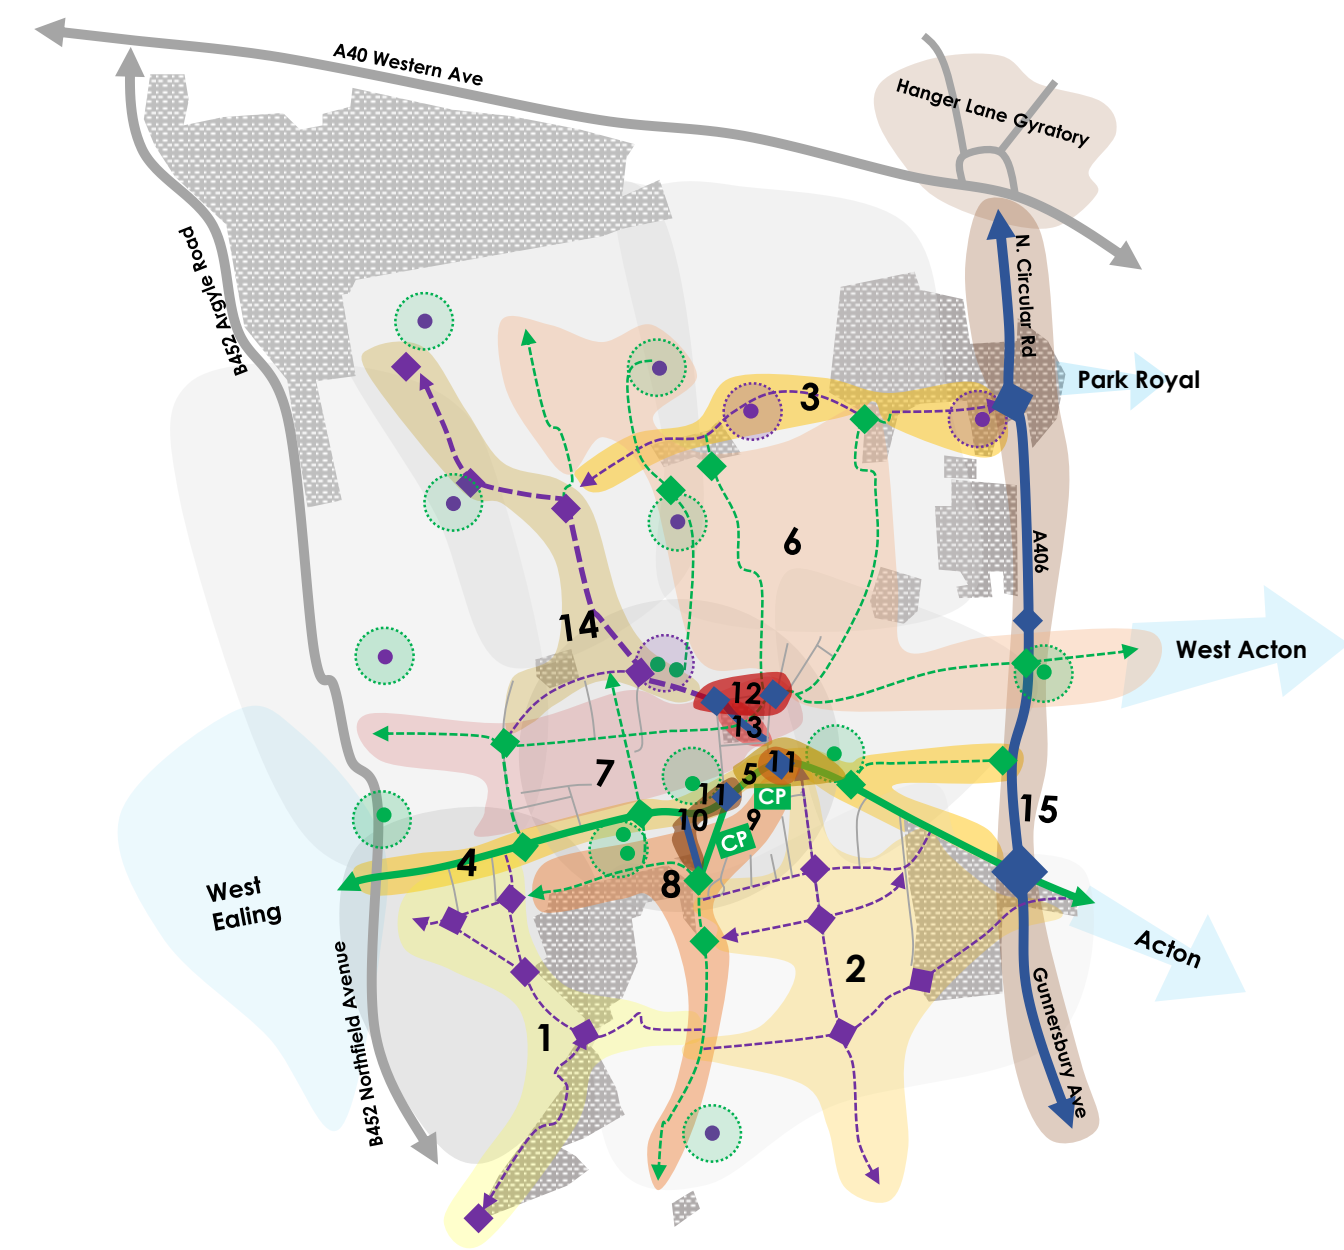 A40 Western Ave
Hanger Lane Gyratory
B452 Argyle Road
N. Circular Rd
Park Royal
3
6
A406
14
West Acton
12
13
7
5
11
11
CP
10
9
CP
15
4
8
West
Ealing
Acton
2
1
B452 Northfield Avenue
Gunnersbury Ave